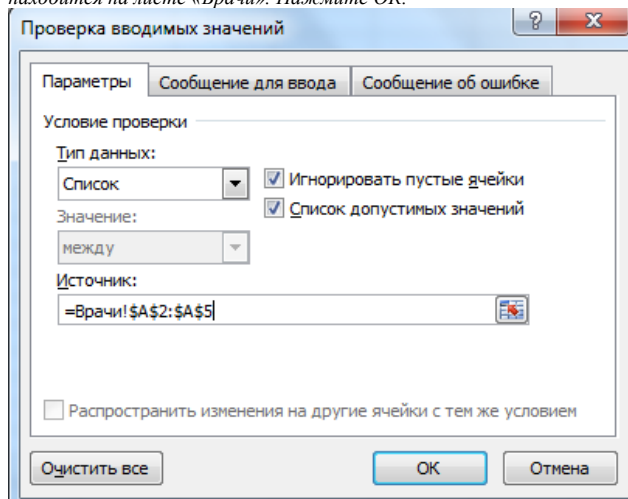 находится на листе «Врачи». Нажмите ОК.
Проверка вводимых значений
Параметры Сообщение для ввода Сообщение об ошибке
Условие проверки
Тип данных:
Список Игнорировать пустые ячейки
Значение: Список допустимых значений
между
Источник:
=Врачи!$A$2:$A$5
Распространить изменения на другие ячейки с тем же условием
Очистить все ОК Отмена